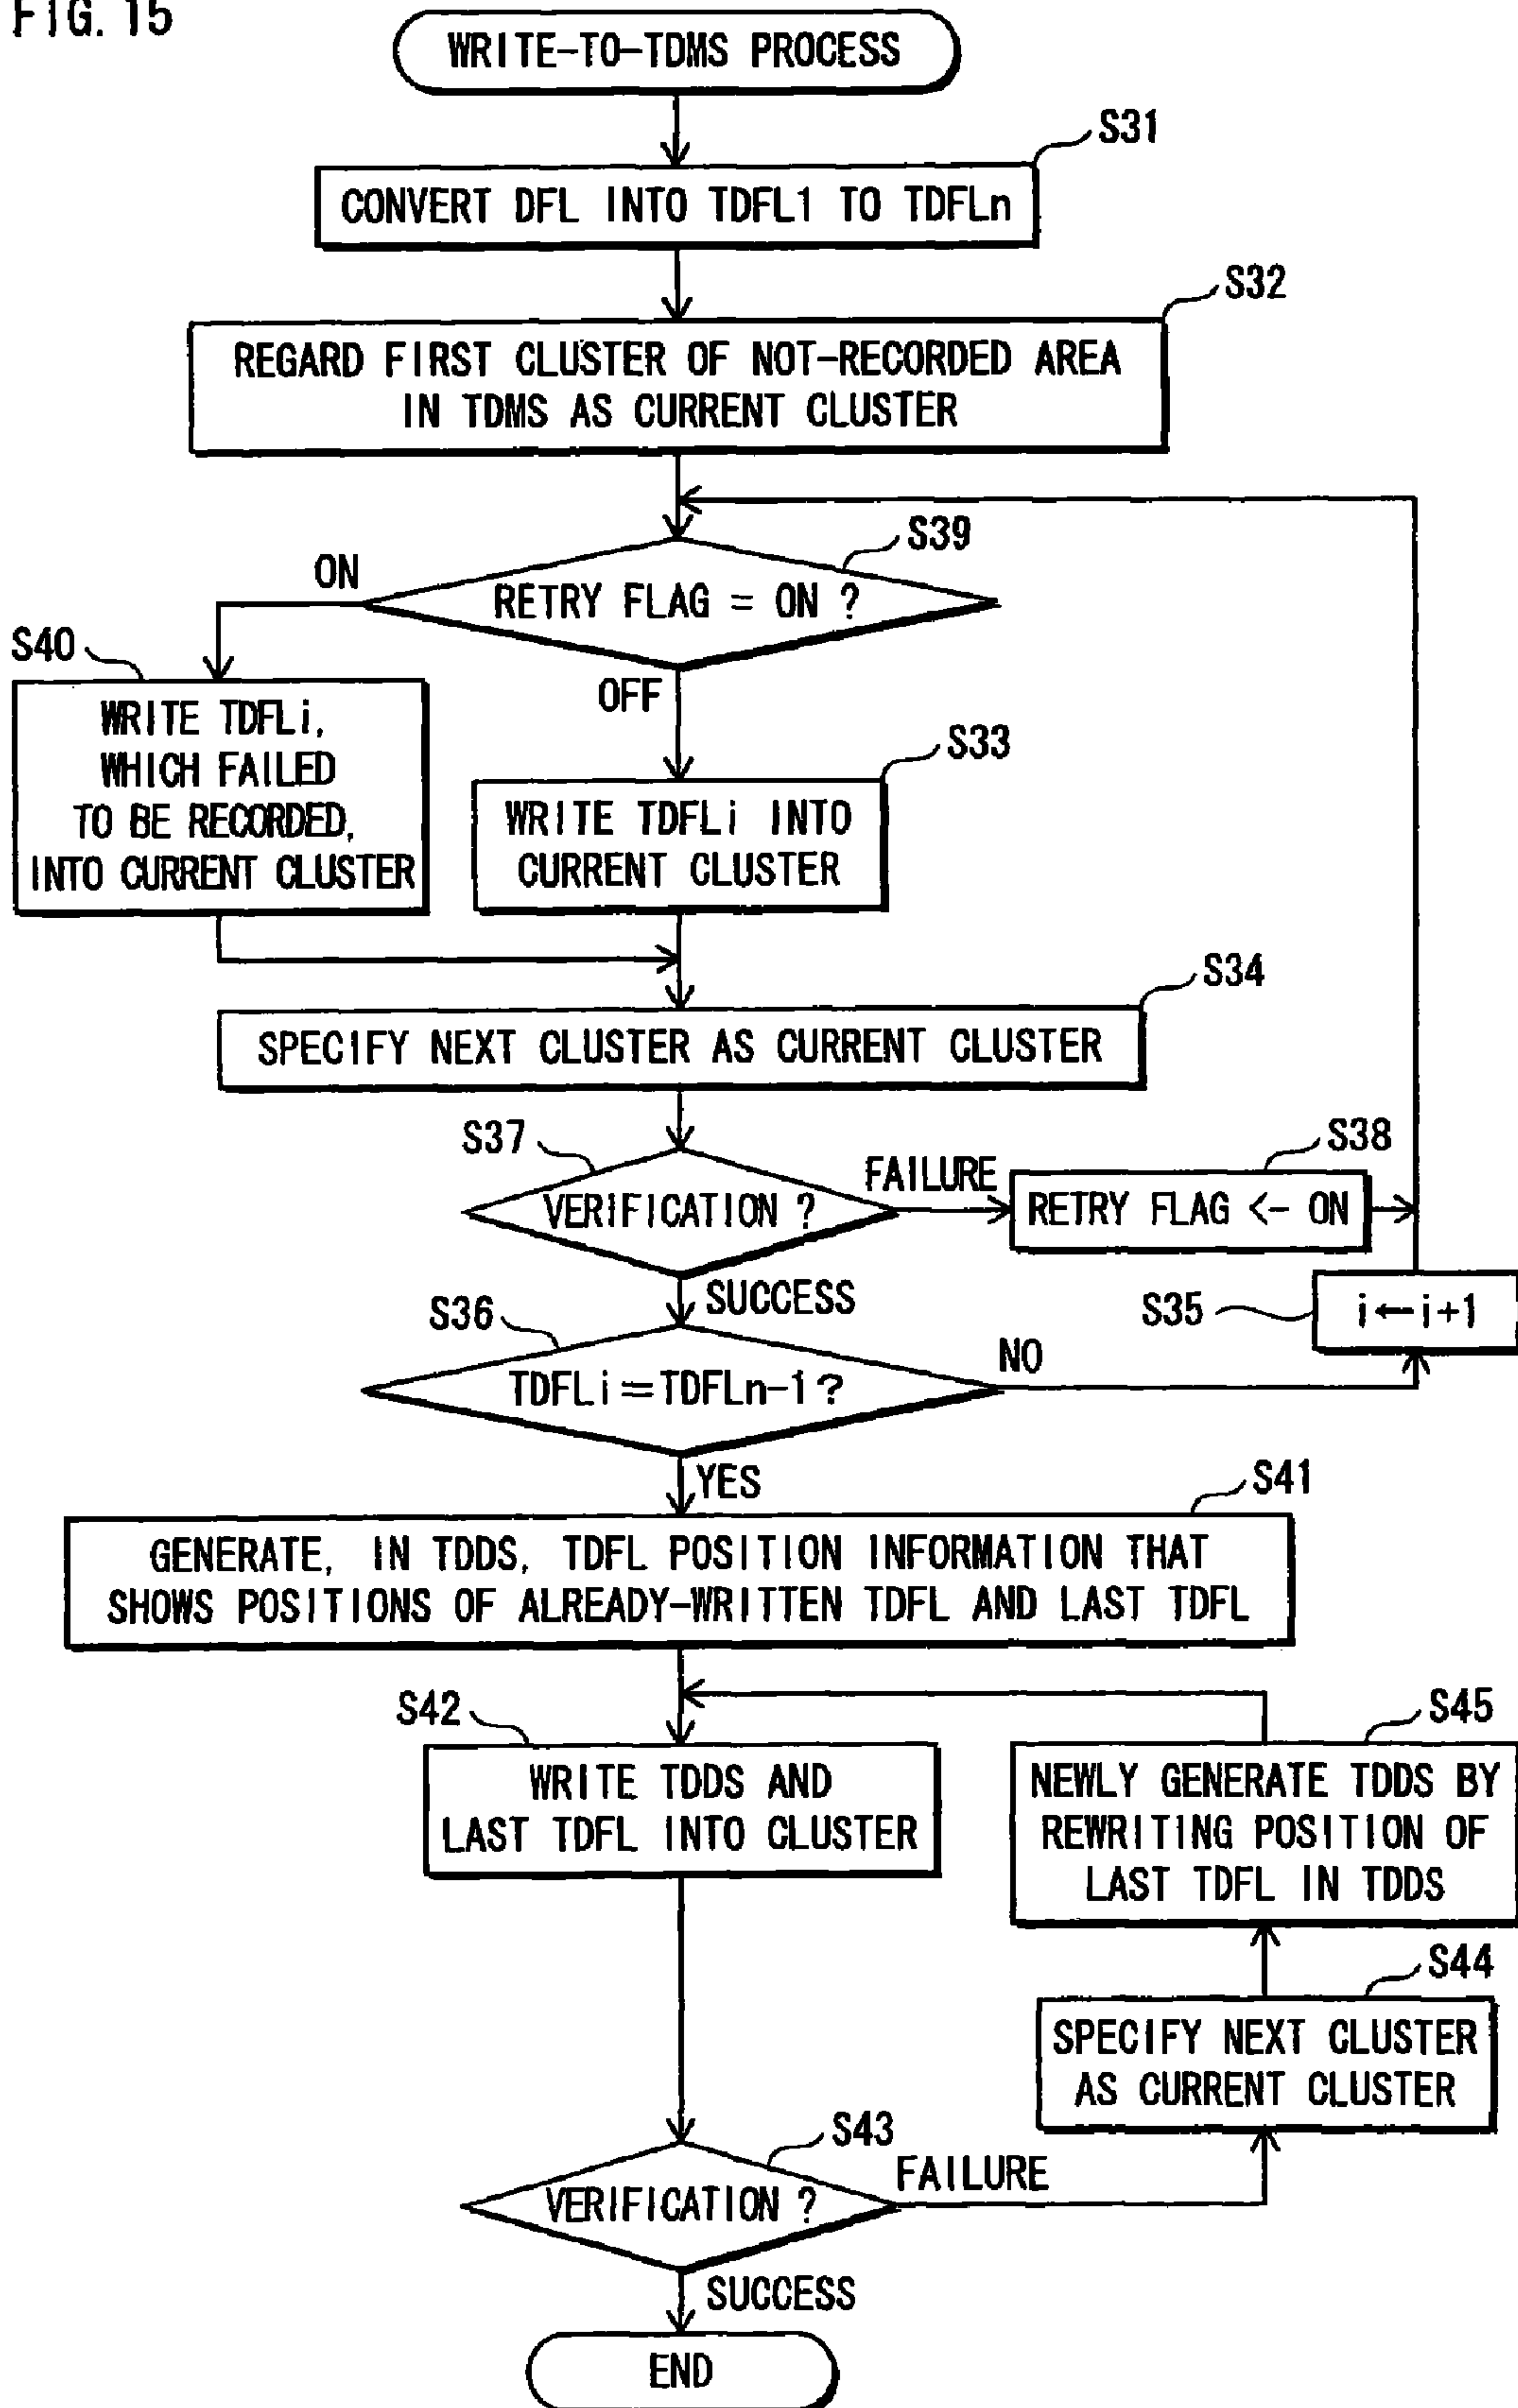 FIG. 15
WRITE-TO-TDMS PROCESS
S31
CONVERT DFL INTO TDFL1 TO TDFLn
S32
REGARD FIRST CLUSTER OF NOT-RECORDED AREA
IN TDMS AS CURRENT CLUSTER
S39
ON
RETRY FLAG = ON ?
S40
OFF
WRITE TDFLi,
WHICH FAILED
TO BE RECORDED,
INTO CURRENT CLUSTER
S33
WRITE TDFLi INTO
CURRENT CLUSTER
S34
SPECIFY NEXT CLUSTER AS CURRENT CLUSTER
S37
VERIFICATION ?
FAILURE
S38
RETRY FLAG <- ON
SUCCESS
S35
i←i+1
S36
TDFLi=TDFLn-1?
NO
YES
S41
GENERATE, IN TDDS, TDFL POSITION INFORMATION THAT
SHOWS POSITIONS OF ALREADY-WRITTEN TDFL AND LAST TDFL
S42
WRITE TDDS AND
LAST TDFL INTO CLUSTER
S45
NEWLY GENERATE TDDS BY
REWRITING POSITION OF
LAST TDFL IN TDDS
S44
SPECIFY NEXT CLUSTER
AS CURRENT CLUSTER
S43
VERIFICATION ?
FAILURE
SUCCESS
END